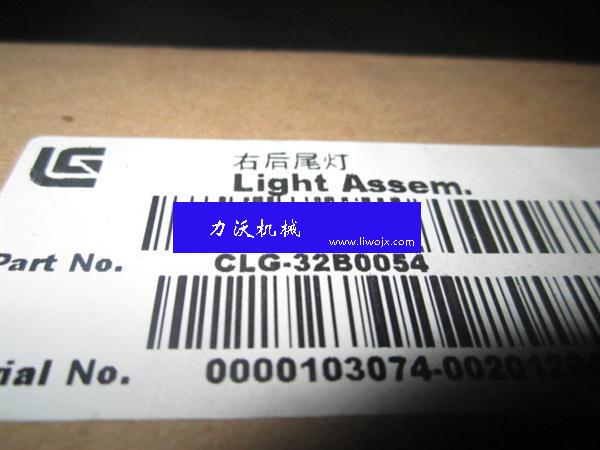 右后尾灯
Light Assem.
力沃机械
www.liwojx.com
Part No. CLG-32B0054
rial No. 0000103074-0020120